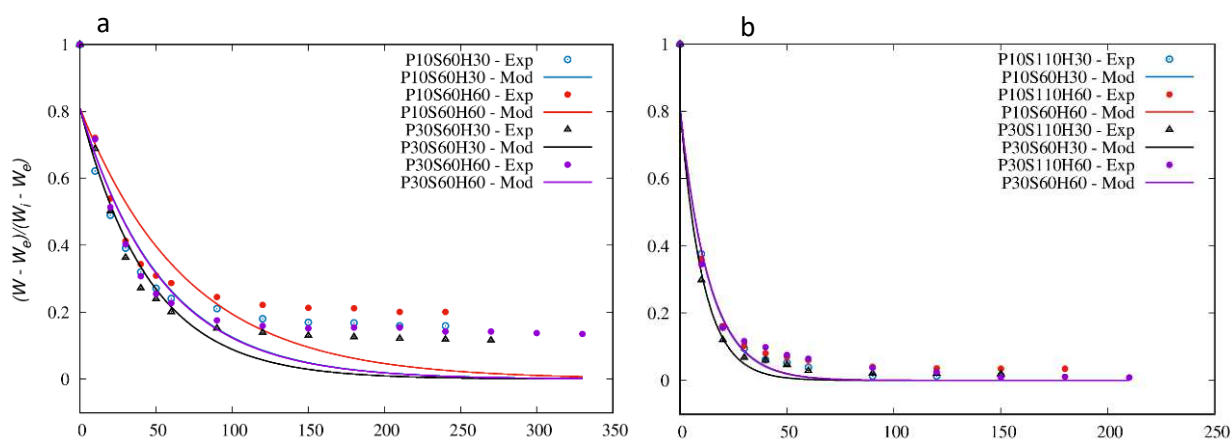 a
(W - Wₑ)/(Wᵢ - Wₑ)
1
0.8
0.6
0.4
0.2
0
0 50 100 150 200 250 300 350
P10S60H30 - Exp
P10S60H30 - Mod
P10S60H60 - Exp
P10S60H60 - Mod
P30S60H30 - Exp
P30S60H30 - Mod
P30S60H60 - Exp
P30S60H60 - Mod
b
1
0.8
0.6
0.4
0.2
0
0 50 100 150 200 250
P10S110H30 - Exp
P10S60H30 - Mod
P10S110H60 - Exp
P10S60H60 - Mod
P30S110H30 - Exp
P30S60H30 - Mod
P30S110H60 - Exp
P30S60H60 - Mod